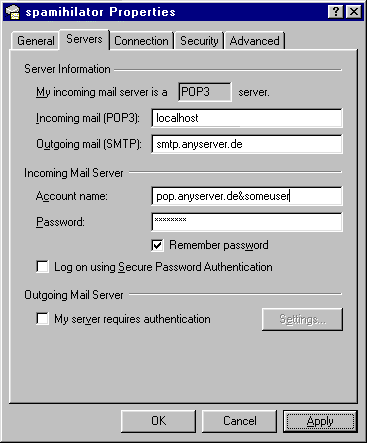 spamihilator Properties
General Servers Connection Security Advanced
Server Information
My incoming mail server is a POP3 server.
Incoming mail (POP3): localhost
Outgoing mail (SMTP): smtp.anyserver.de
Incoming Mail Server
Account name: pop.anyserver.de&someuser
Password: ××××××××
Remember password
Log on using Secure Password Authentication
Outgoing Mail Server
My server requires authentication Settings...
OK Cancel Apply